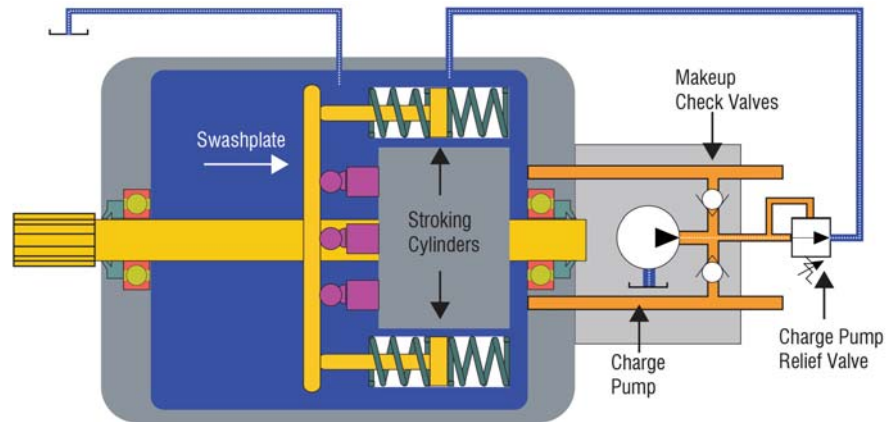 Makeup
Check Valves
Swashplate
Stroking
Cylinders
Charge
Pump
Charge Pump
Relief Valve